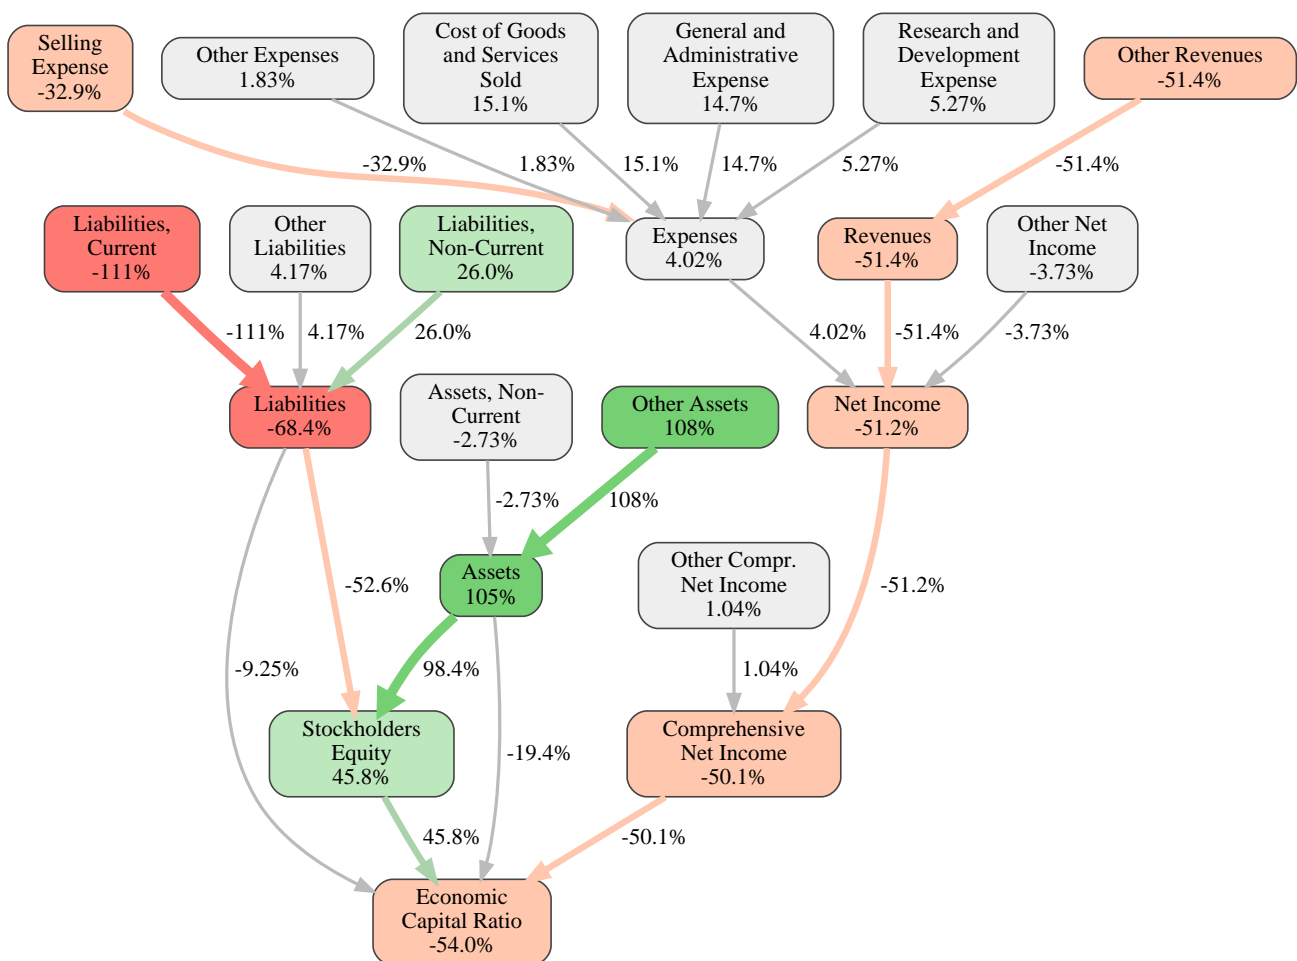 Selling
Expense
-32.9%
Other Expenses
1.83%
Cost of Goods
and Services
Sold
15.1%
General and
Administrative
Expense
14.7%
Research and
Development
Expense
5.27%
Other Revenues
-51.4%
-32.9%
1.83%
15.1%
14.7%
5.27%
-51.4%
Liabilities,
Current
-111%
Other
Liabilities
4.17%
Liabilities,
Non-Current
26.0%
Expenses
4.02%
Revenues
-51.4%
Other Net
Income
-3.73%
-111%
4.17%
26.0%
4.02%
-51.4%
-3.73%
Liabilities
-68.4%
Assets, Non-
Current
-2.73%
Other Assets
108%
Net Income
-51.2%
-2.73%
108%
Assets
105%
Other Compr.
Net Income
1.04%
-52.6%
-51.2%
-9.25%
98.4%
-19.4%
1.04%
Stockholders
Equity
45.8%
Comprehensive
Net Income
-50.1%
45.8%
-50.1%
Economic
Capital Ratio
-54.0%